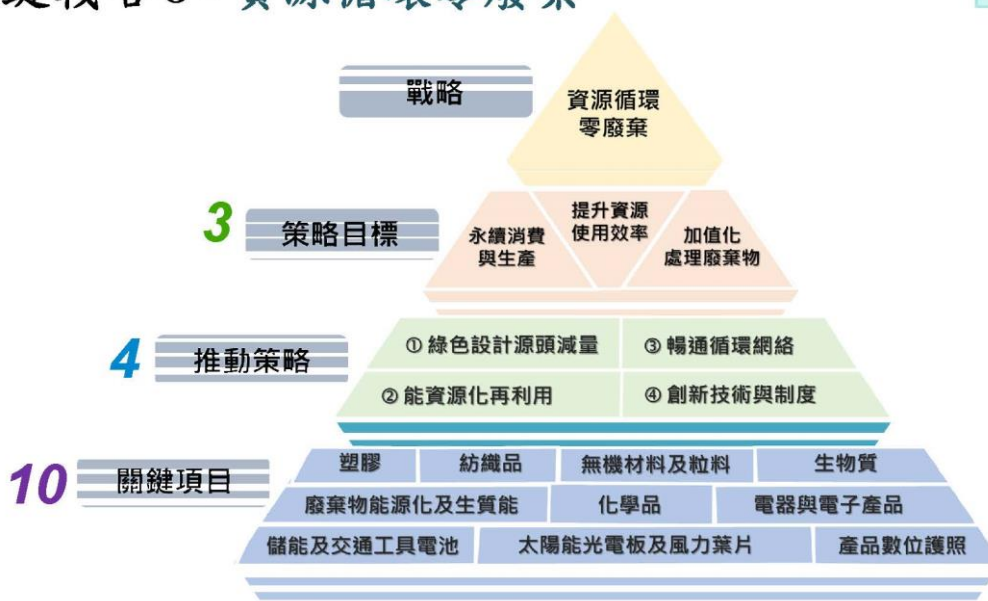 資源循環零廢棄
戰略
資源循環
零廢棄
3 策略目標
永續消費
與生產
提升資源
使用效率
加值化
處理廢棄物
4 推動策略
① 綠色設計源頭減量
③ 暢通循環網絡
② 能資源化再利用
④ 創新技術與制度
10 關鍵項目
塑膠
紡織品
無機材料及粒料
生物質
廢棄物能源化及生質能
化學品
電器與電子產品
儲能及交通工具電池
太陽能光電板及風力葉片
產品數位護照